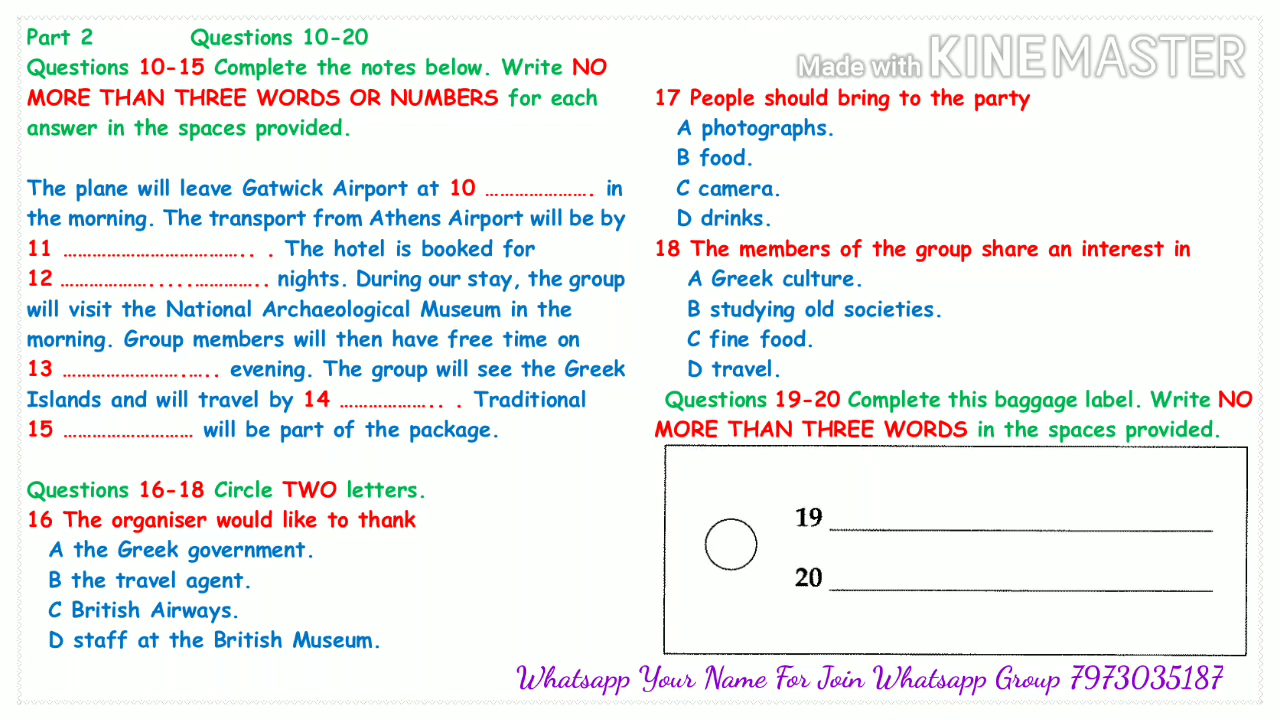 Part 2 Questions 10-20
Questions 10-15 Complete the notes below. Write NO
MORE THAN THREE WORDS OR NUMBERS for each
answer in the spaces provided.
The plane will leave Gatwick Airport at 10 …………………. in
the morning. The transport from Athens Airport will be by
11 ……………………………….. . The hotel is booked for
12 ……………….....………….. nights. During our stay, the group
will visit the National Archaeological Museum in the
morning. Group members will then have free time on
13 …………………….….. evening. The group will see the Greek
Islands and will travel by 14 ……………….. . Traditional
15 ……………………… will be part of the package.
Questions 16-18 Circle TWO letters.
16 The organiser would like to thank
A the Greek government.
B the travel agent.
C British Airways.
D staff at the British Museum.
Made with KINEMASTER
17 People should bring to the party
A photographs.
B food.
C camera.
D drinks.
18 The members of the group share an interest in
A Greek culture.
B studying old societies.
C fine food.
D travel.
Questions 19-20 Complete this baggage label. Write NO
MORE THAN THREE WORDS in the spaces provided.
19
20
Whatsapp Your Name For Join Whatsapp Group 7973035187